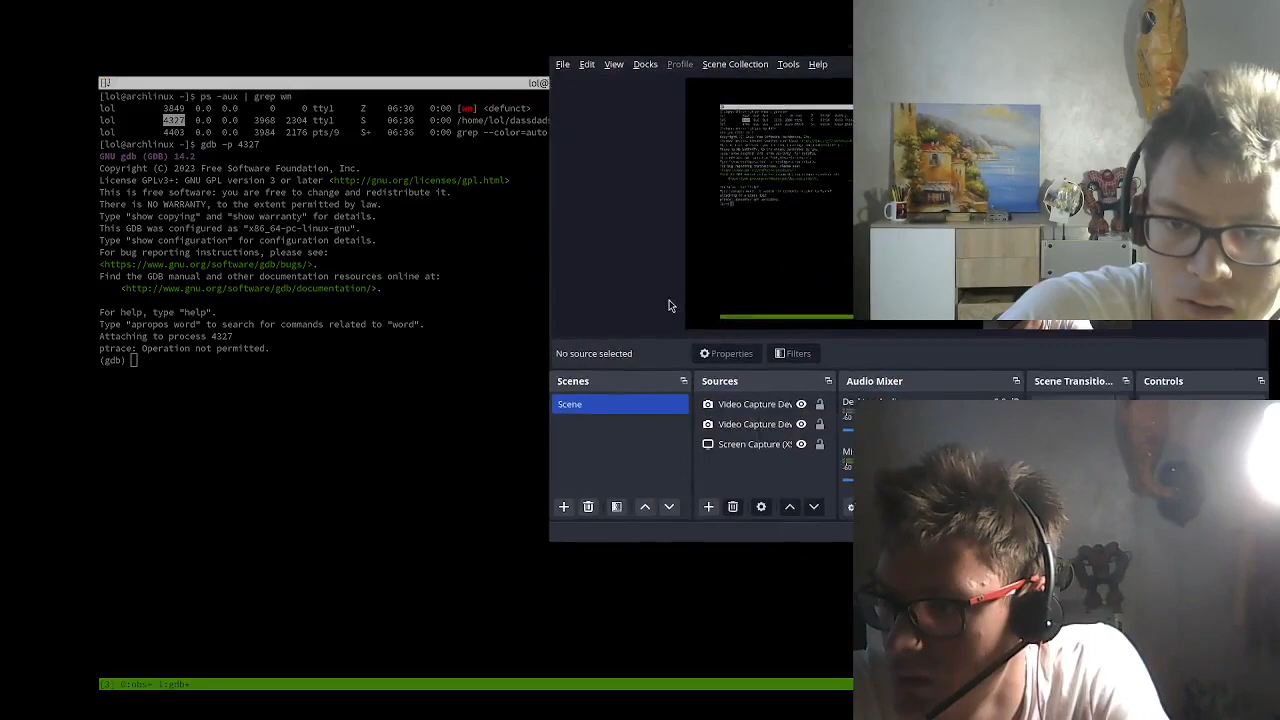 lol@
[lol@archlinux ~]$ ps -aux | grep wm
lol 3849 0.0 0.0 0 0 tty1 Z 06:30 0:00 [wm] <defunct>
lol 4327 0.0 0.0 3968 2304 tty1 S 06:36 0:00 /home/lol/dassdads
lol 4403 0.0 0.0 3984 2176 pts/9 S+ 06:36 0:00 grep --color=auto
[lol@archlinux ~]$ gdb -p 4327
GNU gdb (GDB) 14.2
Copyright (C) 2023 Free Software Foundation, Inc.
License GPLv3+: GNU GPL version 3 or later <http://gnu.org/licenses/gpl.html>
This is free software: you are free to change and redistribute it.
There is NO WARRANTY, to the extent permitted by law.
Type "show copying" and "show warranty" for details.
This GDB was configured as "x86_64-pc-linux-gnu".
Type "show configuration" for configuration details.
For bug reporting instructions, please see:
<https://www.gnu.org/software/gdb/bugs/>.
Find the GDB manual and other documentation resources online at:
<http://www.gnu.org/software/gdb/documentation/>.
For help, type "help".
Type "apropos word" to search for commands related to "word".
Attaching to process 4327
ptrace: Operation not permitted.
(gdb)
[3] 0:obs- 1:gdb*
File Edit View Docks Profile Scene Collection Tools Help
No source selected
Properties
Filters
Scenes
Sources
Audio Mixer
Scene Transitio...
Controls
Scene
Video Capture Dev
Video Capture Dev
Screen Capture (XS